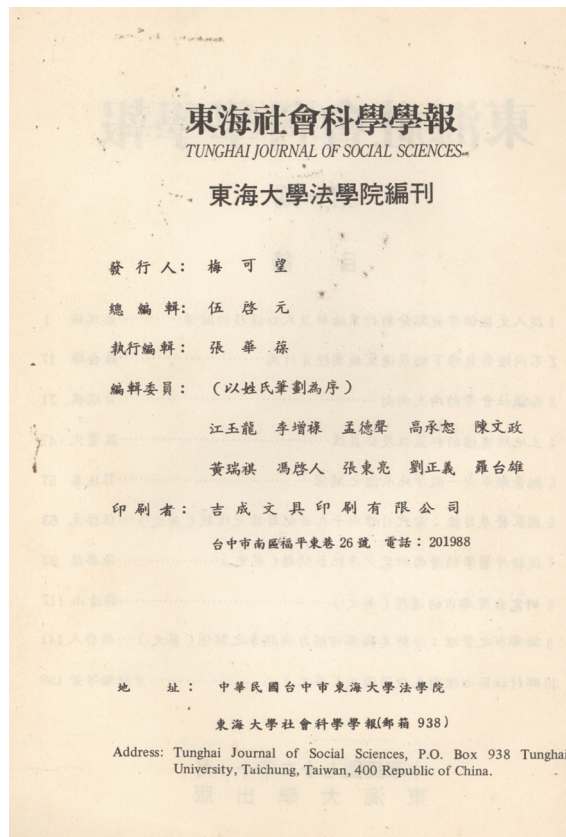 東海社會科學學報
TUNGHAI JOURNAL OF SOCIAL SCIENCES
東海大學法學院編刊
發行人：梅可望
總編輯：伍啓元
執行編輯：張華葆
編輯委員：（以姓氏筆劃為序）
江玉龍 李增祿 孟德聲 高承恕 陳文政
黃瑞祺 馮啓人 張東亮 劉正義 羅台雄
印刷者：吉成文具印刷有限公司
台中市南區福平東巷26號 電話：201988
地址：中華民國台中市東海大學法學院
東海大學社會科學學報(郵箱 938)
Address: Tunghai Journal of Social Sciences, P.O. Box 938 Tunghai
University, Taichung, Taiwan, 400 Republic of China.